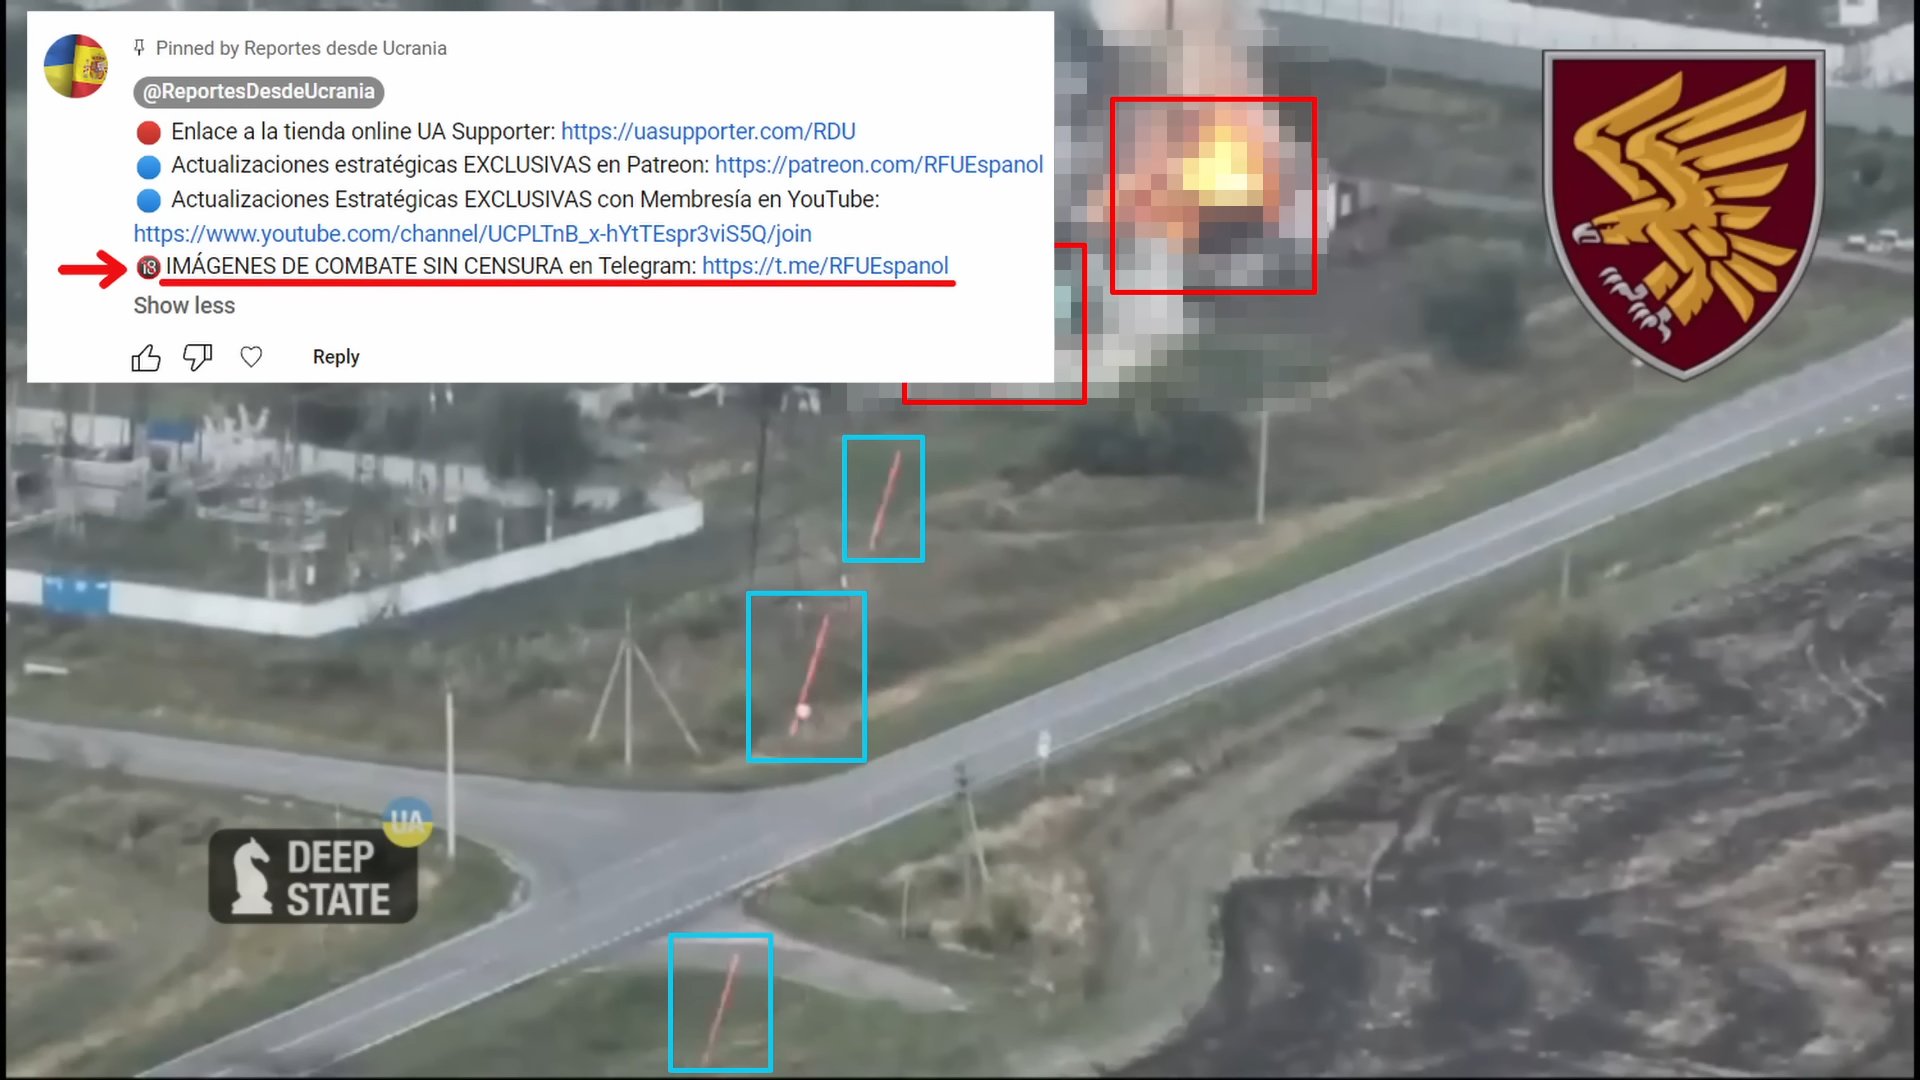 Pinned by Reportes desde Ucrania
@ReportesDesdeUcrania
Enlace a la tienda online UA Supporter: https://uasupporter.com/RDU
Actualizaciones estratégicas EXCLUSIVAS en Patreon: https://patreon.com/RFUEspanol
Actualizaciones Estratégicas EXCLUSIVAS con Membresía en YouTube:
https://www.youtube.com/channel/UCPLTnB_x-hYtTEspr3viS5Q/join
🔞 IMÁGENES DE COMBATE SIN CENSURA en Telegram: https://t.me/RFUEspanol
Show less
Reply
UA
DEEP
STATE